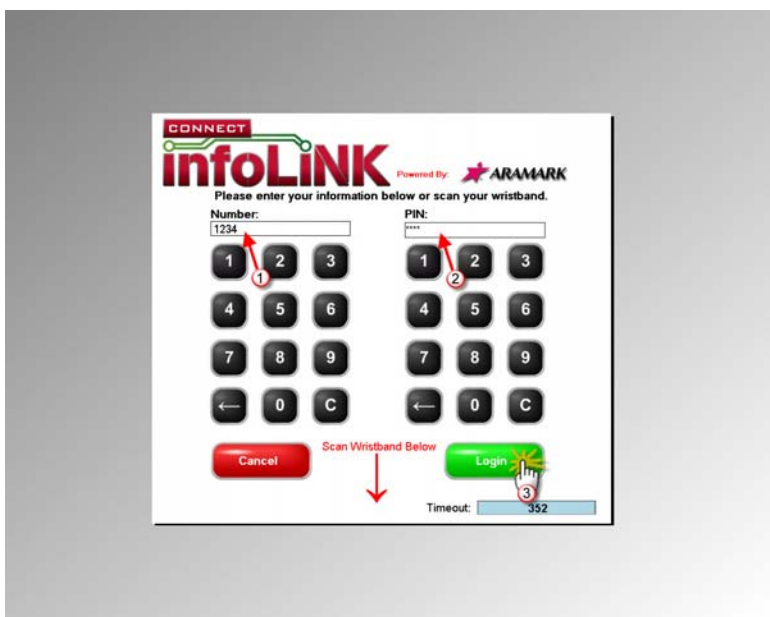 CONNECT
infoLiNK
Powered By: ARAMARK
Please enter your information below or scan your wristband.
Number: PIN:
1234 ****
1 2 3 1 2 3
1 2
4 5 6 4 5 6
7 8 9 7 8 9
← 0 C ← 0 C
Scan Wristband Below
Cancel Login
3
Timeout: 352